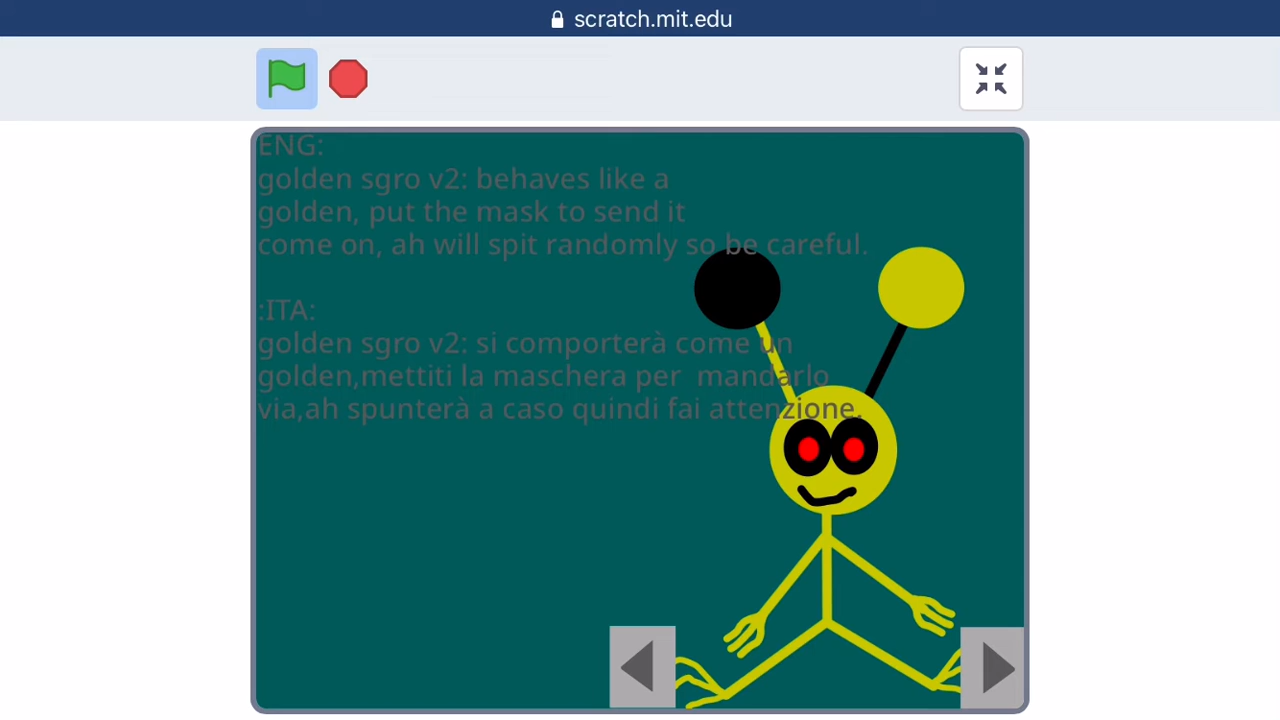 scratch.mit.edu
ENG:
golden sgro v2: behaves like a
golden, put the mask to send it
come on, ah will spit randomly so be careful.
:ITA:
golden sgro v2: si comporterà come un
golden,mettiti la maschera per  mandarlo
via,ah spunterà a caso quindi fai attenzione.